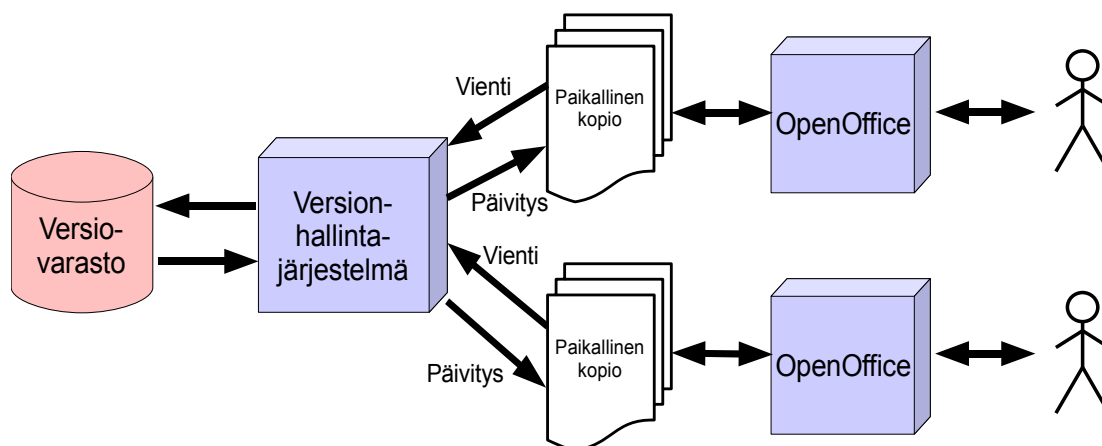 Vienti
Paikallinen
kopio
OpenOffice
Päivitys
Versio-
varasto
Version-
hallinta-
järjestelmä
Vienti
Paikallinen
kopio
OpenOffice
Päivitys